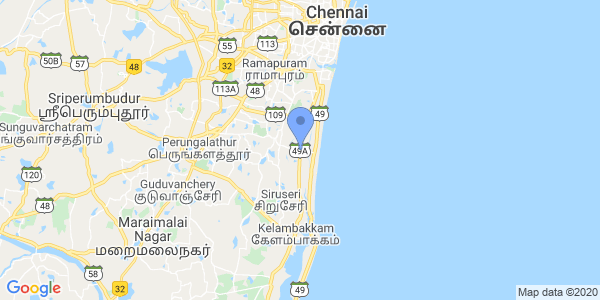 Chennai
சென்னை
113
55
50B
57
48
32
Ramapuram
ராமாபுரம்
113A
48
Sriperumbudur
ஸ்ரீபெரும்புதூர்
109
49
Sunguvarchatram
ங்குவார்சத்திரம்
Perungalathur
பெருங்களத்தூர்
49A
120
Guduvanchery
குடுவாஞ்சேரி
Siruseri
சிறுசேரி
48
Maraimalai
Nagar
மறைமலைநகர்
Kelambakkam
கேளம்பாக்கம்
58
32
49
Google
Map data ©2020